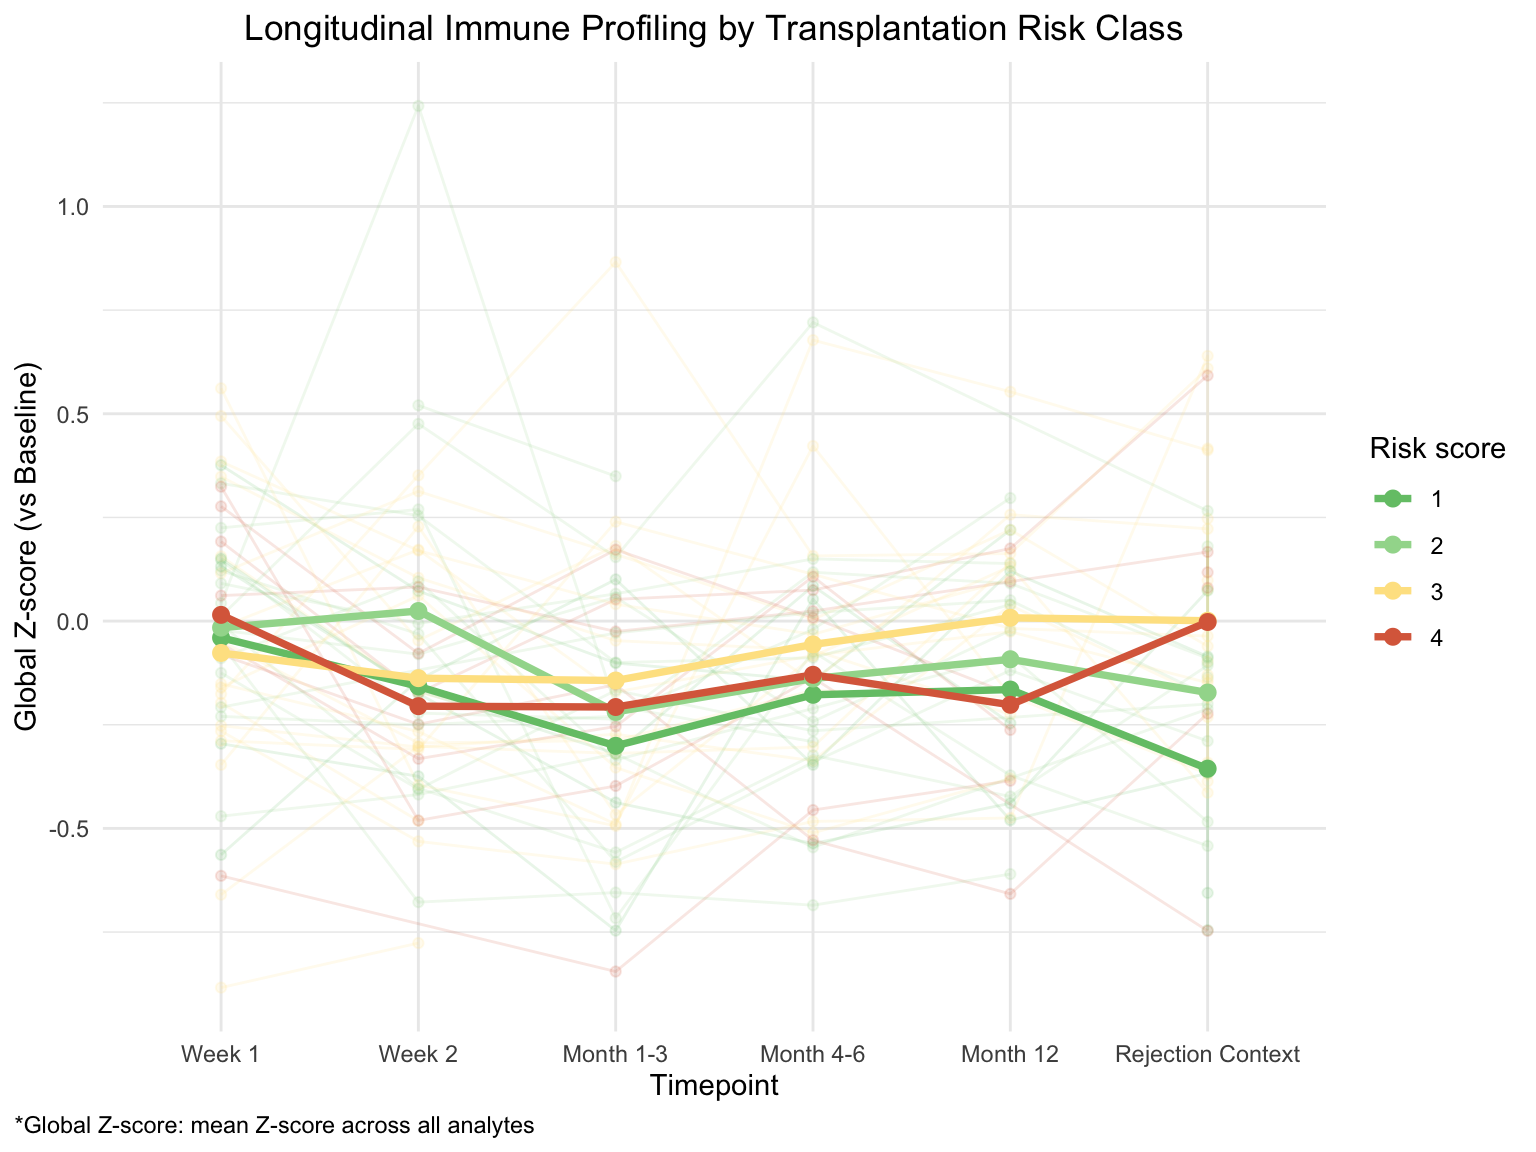 Longitudinal Immune Profiling by Transplantation Risk Class
Global Z-score (vs Baseline)
1.0
0.5
0.0
-0.5
Week 1
Week 2
Month 1-3
Month 4-6
Month 12
Rejection Context
Timepoint
Risk score
1
2
3
4
*Global Z-score: mean Z-score across all analytes